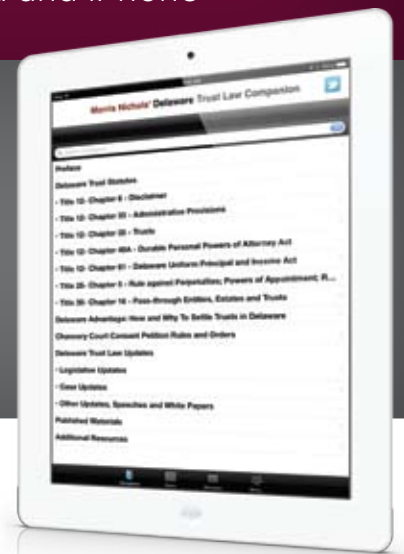 and iPhone
Morris Nichols' Delaware Trust Law Companion
Preface
Delaware Trust Statutes
- Title 12- Chapter 6 - Disclaimer
- Title 12- Chapter 33 - Administrative Provisions
- Title 12- Chapter 35 - Trusts
- Title 12- Chapter 49A - Durable Personal Powers of Attorney Act
- Title 12- Chapter 61 - Delaware Uniform Principal and Income Act
- Title 25- Chapter 5 - Rule against Perpetuities; Powers of Appointment; R...
- Title 30- Chapter 16 - Pass-through Entities, Estates and Trusts
Delaware Advantage: How and Why To Settle Trusts in Delaware
Chancery Court Consent Petition Rules and Orders
Delaware Trust Law Updates
- Legislative Updates
- Case Updates
- Other Updates, Speeches and White Papers
Published Materials
Additional Resources